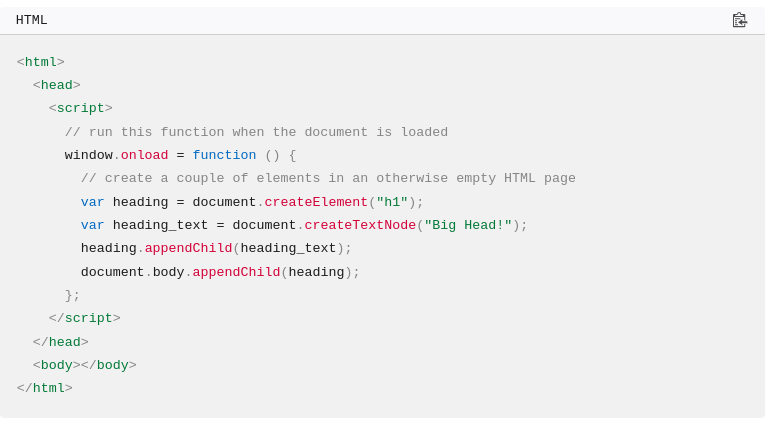 HTML
<html>
  <head>
    <script>
      // run this function when the document is loaded
      window.onload = function () {
        // create a couple of elements in an otherwise empty HTML page
        var heading = document.createElement("h1");
        var heading_text = document.createTextNode("Big Head!");
        heading.appendChild(heading_text);
        document.body.appendChild(heading);
      };
    </script>
  </head>
  <body></body>
</html>